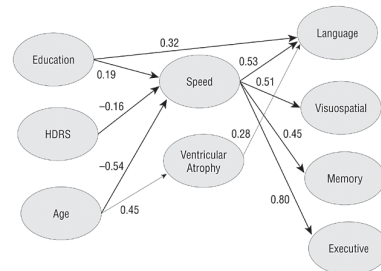 Language
0.32
Education
0.53
0.19
Speed
0.51
Visuospatial
−0.16
HDRS
0.45
−0.54
0.28
Ventricular
Atrophy
Memory
0.80
Age
0.45
Executive